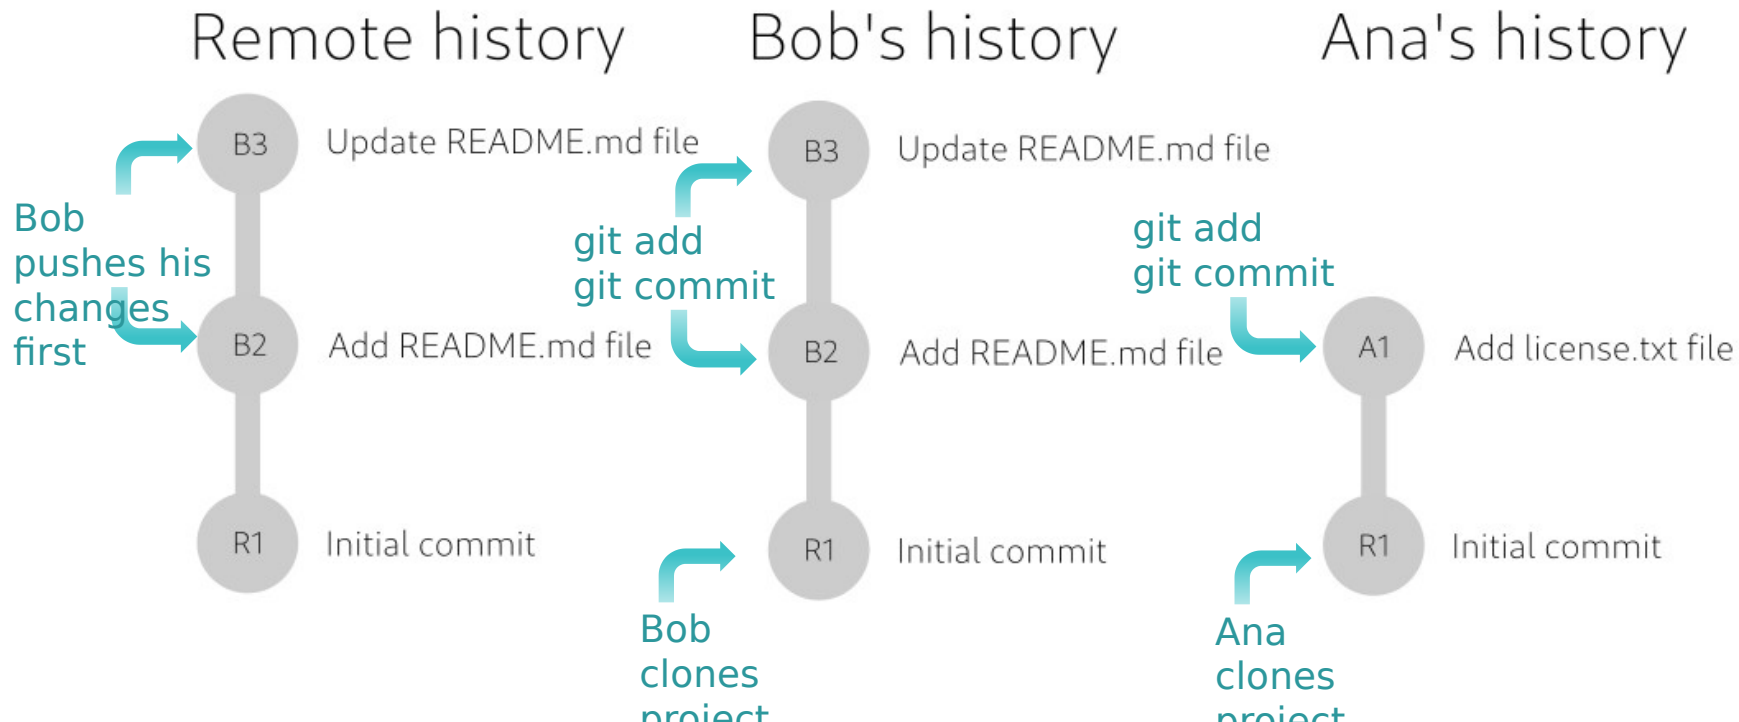 Remote history
B3 Update README.md file
Bob
pushes his
changes
first
B2 Add README.md file
R1 Initial commit
Bob's history
B3 Update README.md file
git add
git commit
B2 Add README.md file
R1 Initial commit
Bob
clones
project
Ana's history
git add
git commit
A1 Add license.txt file
R1 Initial commit
Ana
clones
project